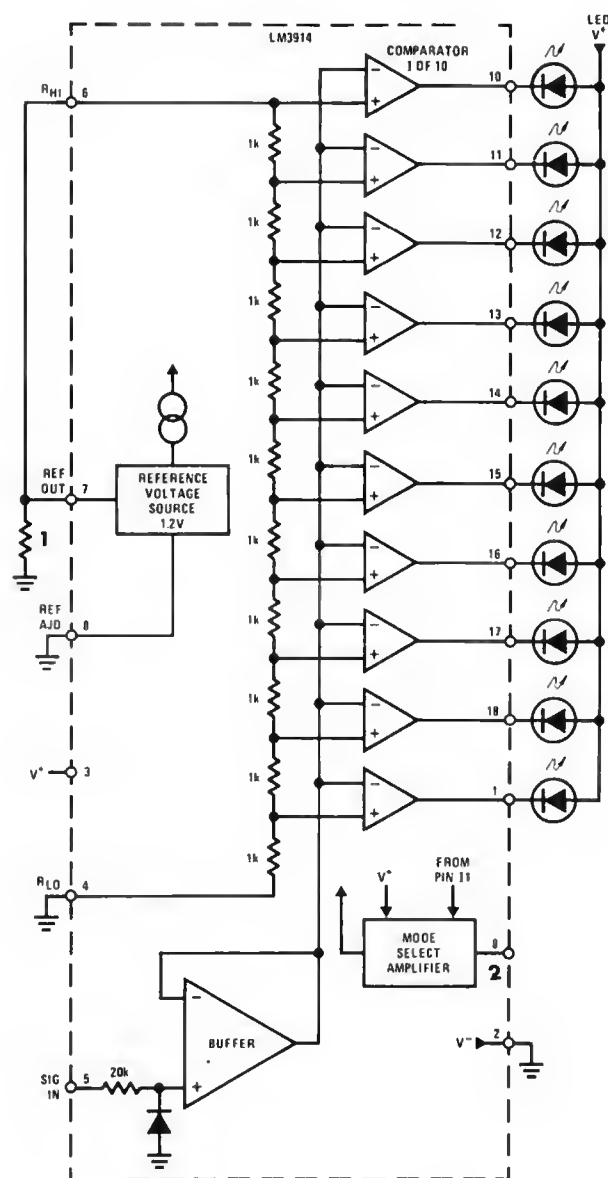 LM3914
LED
V+
COMPARATOR
1 OF 10
RHI
6
10
1k
11
1k
12
1k
13
1k
14
1k
15
REF
OUT
7
REFERENCE
VOLTAGE
SOURCE
1.2V
1
1k
16
REF
AJD
8
1k
17
1k
18
V+
3
1k
1
1k
RLO
4
V+
FROM
PIN 11
MODE
SELECT
AMPLIFIER
9
2
BUFFER
V−
2
SIG
IN
5
20k